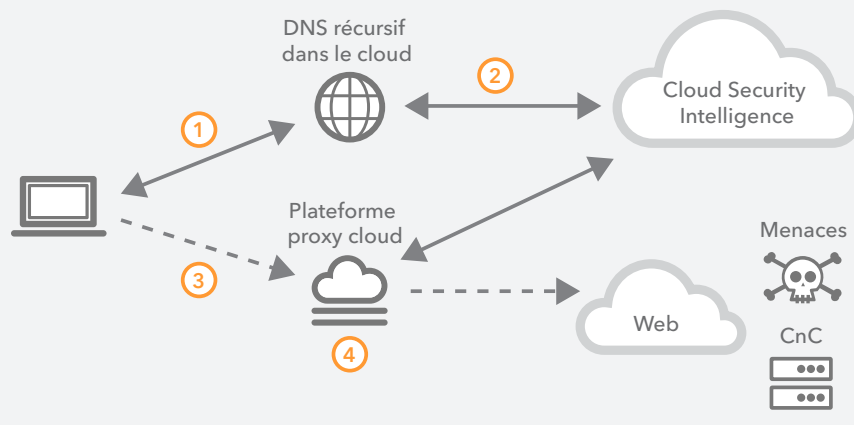 DNS récursif
dans le cloud
2
Cloud Security
Intelligence
1
Plateforme
proxy cloud
3
4
Web
Menaces
CnC